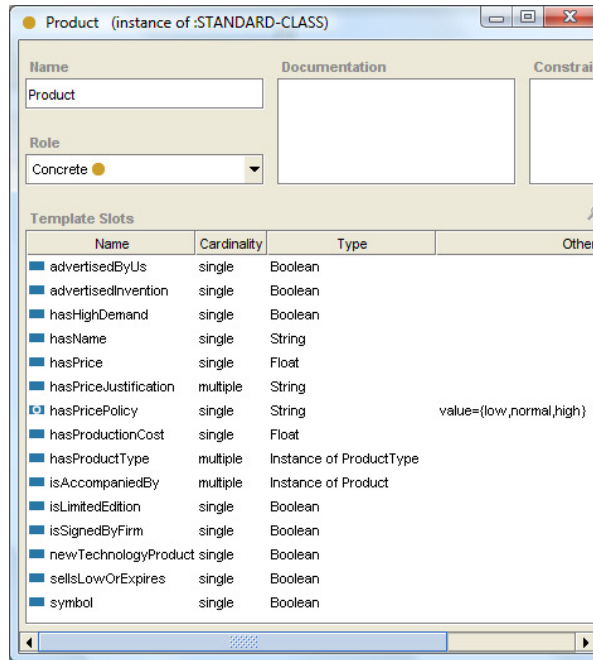 Product (instance of :STANDARD-CLASS)
Name Documentation Constrai
Product
Role
Concrete
Template Slots
Name Cardinality Type Other
advertisedByUs single Boolean
advertisedInvention single Boolean
hasHighDemand single Boolean
hasName single String
hasPrice single Float
hasPriceJustification multiple String
hasPricePolicy single String value={low,normal,high}
hasProductionCost single Float
hasProductType multiple Instance of ProductType
isAccompaniedBy multiple Instance of Product
isLimitedEdition single Boolean
isSignedByFirm single Boolean
newTechnologyProduct single Boolean
sellsLowOrExpires single Boolean
symbol single Boolean